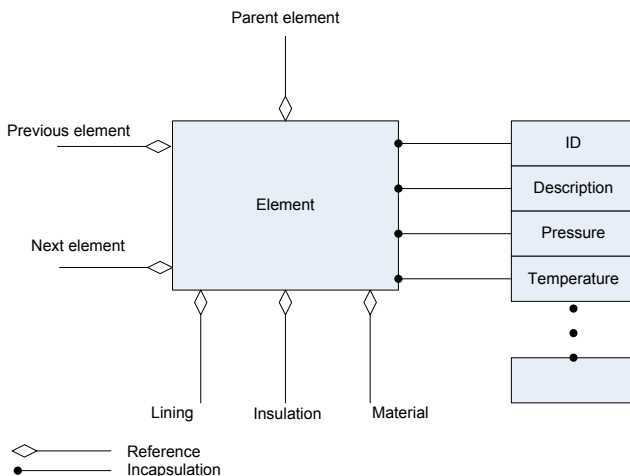 Parent element
Previous element
ID
Description
Element
Pressure
Next element
Temperature
Lining
Insulation
Material
Reference
Incapsulation